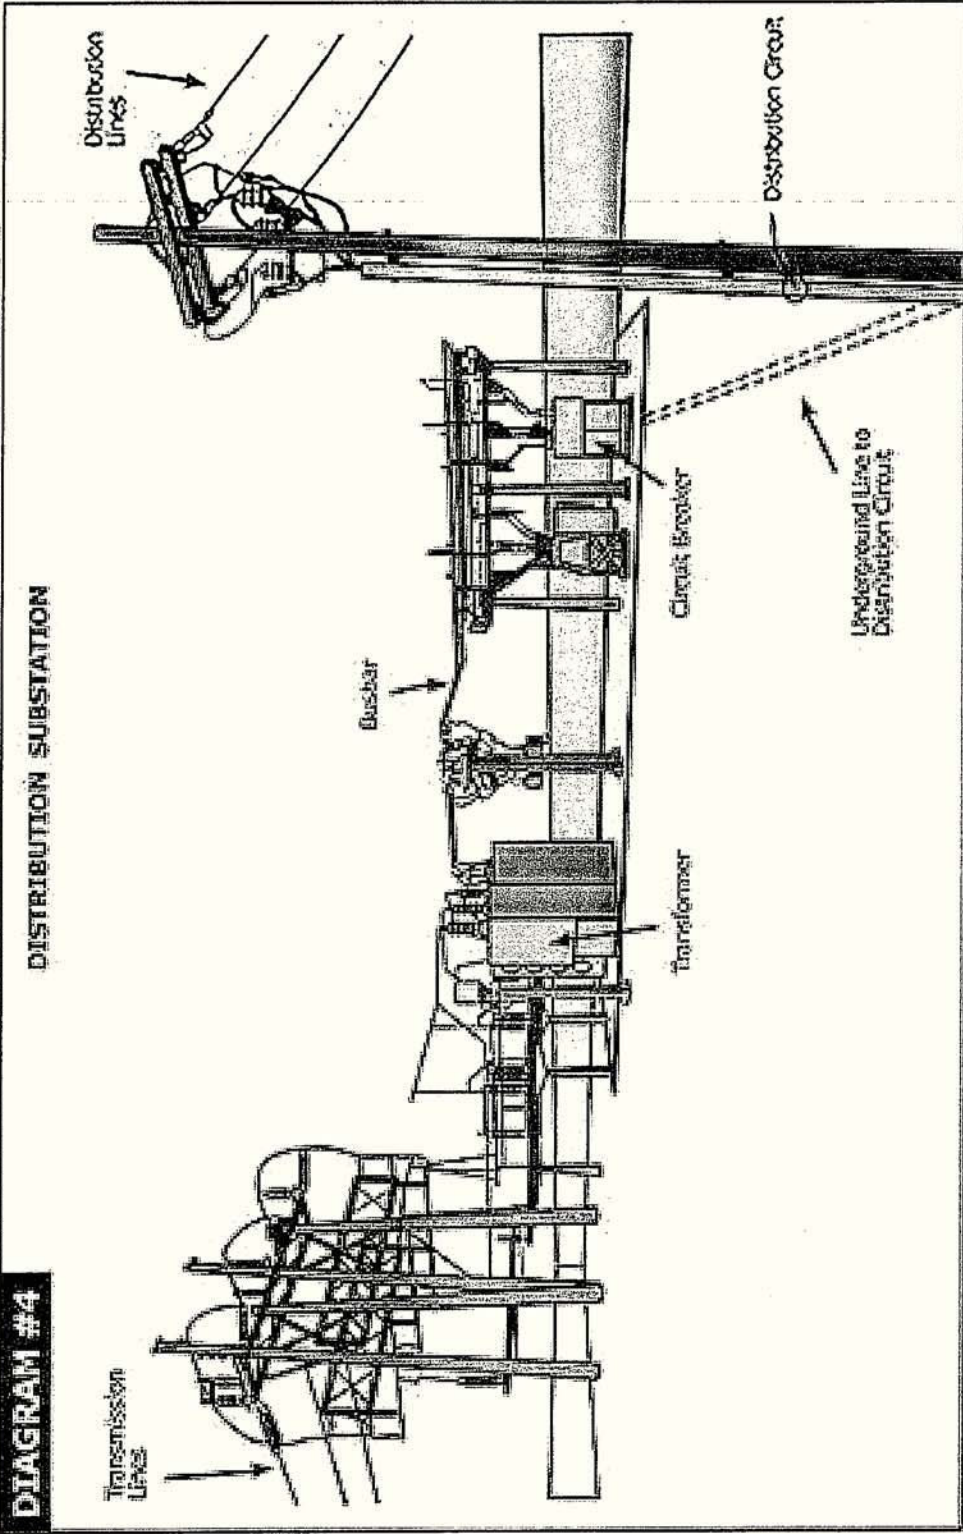 DIAGRAM #4
DISTRIBUTION SUBSTATION
Transmission
Lines
Transformer
Busbar
Circuit Breaker
Distribution
Lines
Underground Line to
Distribution Circuit
Distribution Circuit